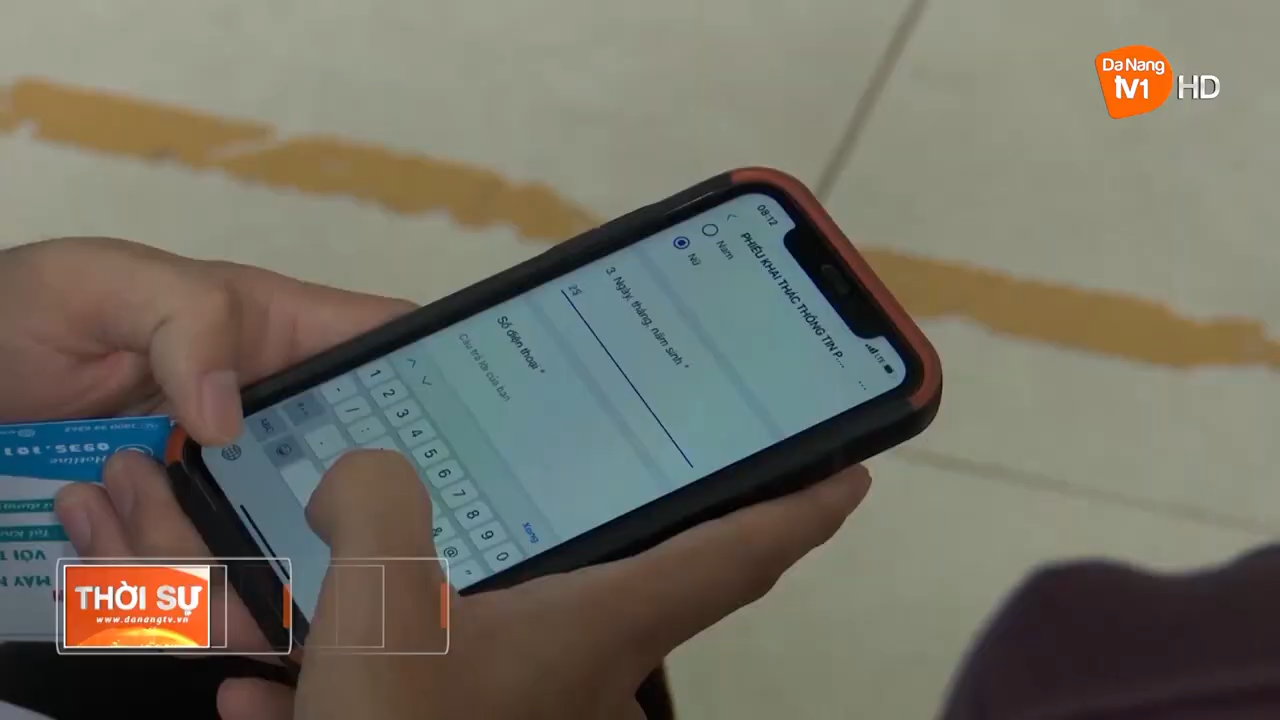 Da Nang
TV1 HD
08:12
LTE
PHIẾU KHAI THÁC THÔNG TIN P...
Nam
Nữ
3. Ngày, tháng, năm sinh *
25
Số điện thoại *
Câu trả lời của bạn
Xong
1 2 3 4 5 6 7 8 9 0
- / :
& @ "
ABC
Hotline
0935.101
THỜI SỰ
www.danangtv.vn